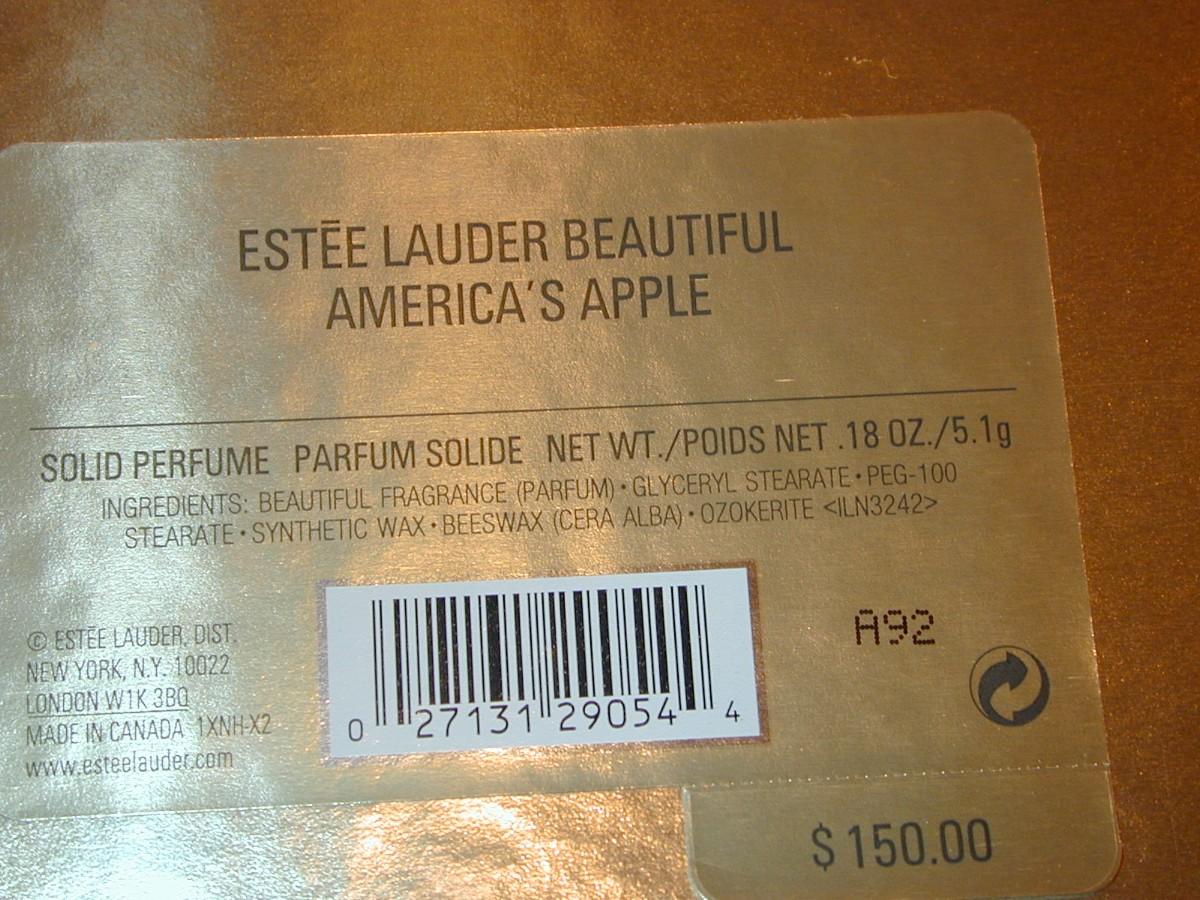 ESTĒE LAUDER BEAUTIFUL
AMERICA'S APPLE
SOLID PERFUME PARFUM SOLIDE NET WT./POIDS NET .18 OZ./5.1g
INGREDIENTS: BEAUTIFUL FRAGRANCE (PARFUM) • GLYCERYL STEARATE • PEG-100
STEARATE • SYNTHETIC WAX • BEESWAX (CERA ALBA) • OZOKERITE <ILN3242>
© ESTĒE LAUDER, DIST.
NEW YORK, N.Y. 10022
LONDON W1K 3BQ
MADE IN CANADA 1XNH-X2
www.esteelauder.com
0 27131 29054 4
A92
$150.00